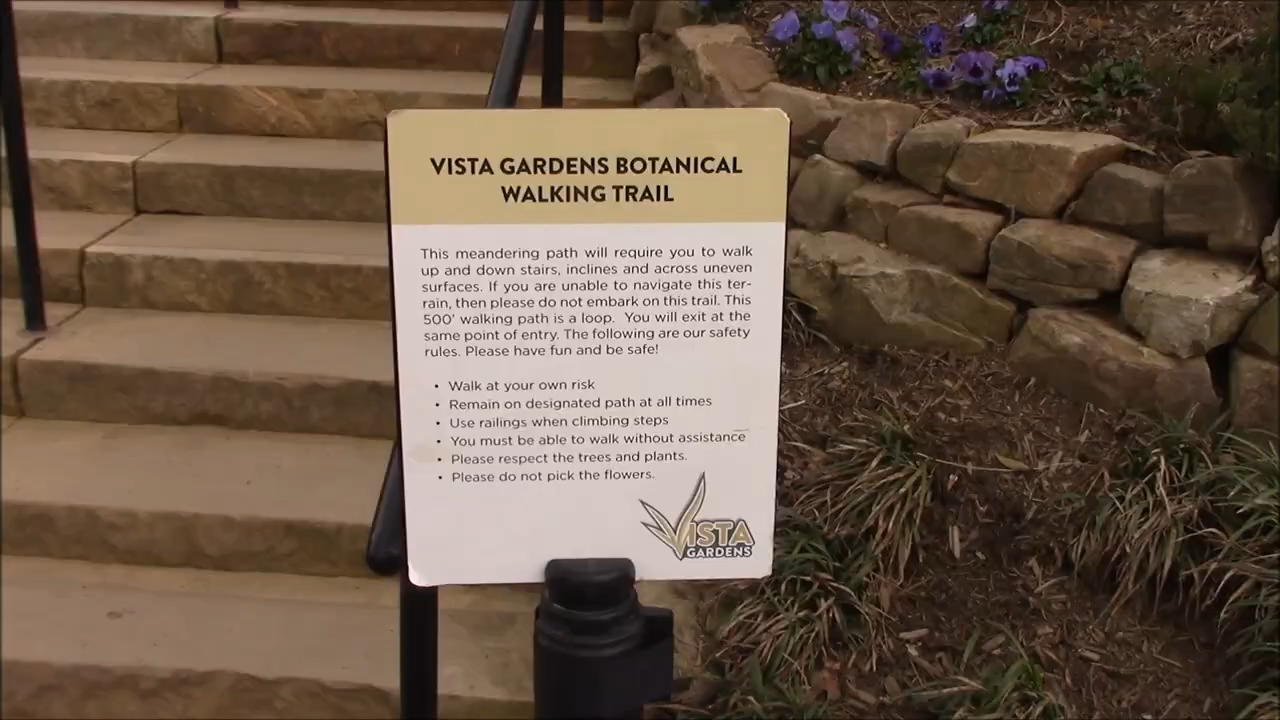 VISTA GARDENS BOTANICAL
WALKING TRAIL
This meandering path will require you to walk
up and down stairs, inclines and across uneven
surfaces. If you are unable to navigate this ter-
rain, then please do not embark on this trail. This
500' walking path is a loop. You will exit at the
same point of entry. The following are our safety
rules. Please have fun and be safe!
• Walk at your own risk
• Remain on designated path at all times
• Use railings when climbing steps
• You must be able to walk without assistance
• Please respect the trees and plants.
• Please do not pick the flowers.
VISTA
GARDENS